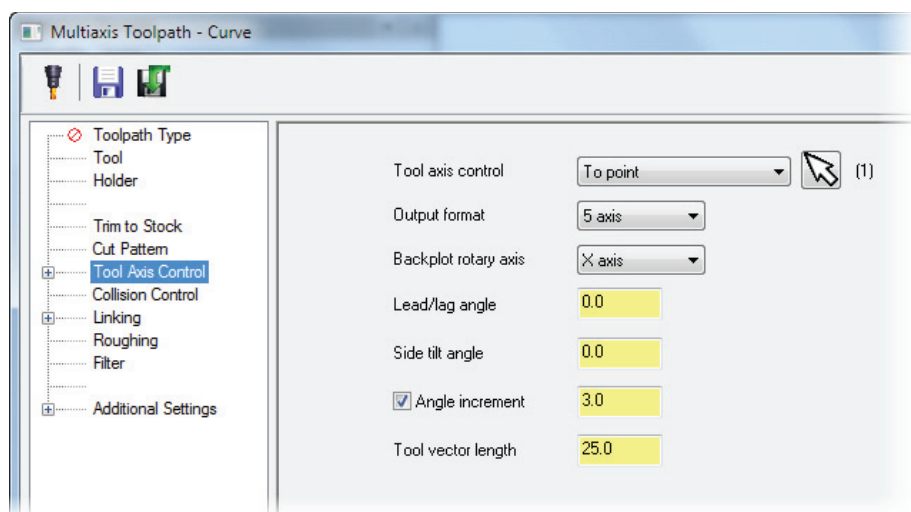 Multiaxis Toolpath - Curve
Toolpath Type
Tool
Holder
Trim to Stock
Cut Pattern
Tool Axis Control
Collision Control
Linking
Roughing
Filter
Additional Settings
Tool axis control To point (1)
Output format 5 axis
Backplot rotary axis X axis
Lead/lag angle 0.0
Side tilt angle 0.0
Angle increment 3.0
Tool vector length 25.0